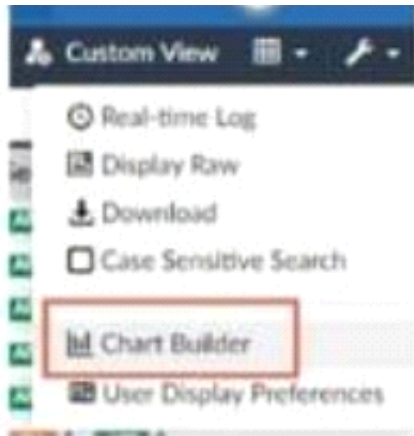 Custom View
Real-time Log
Display Raw
Download
Case Sensitive Search
Chart Builder
User Display Preferences